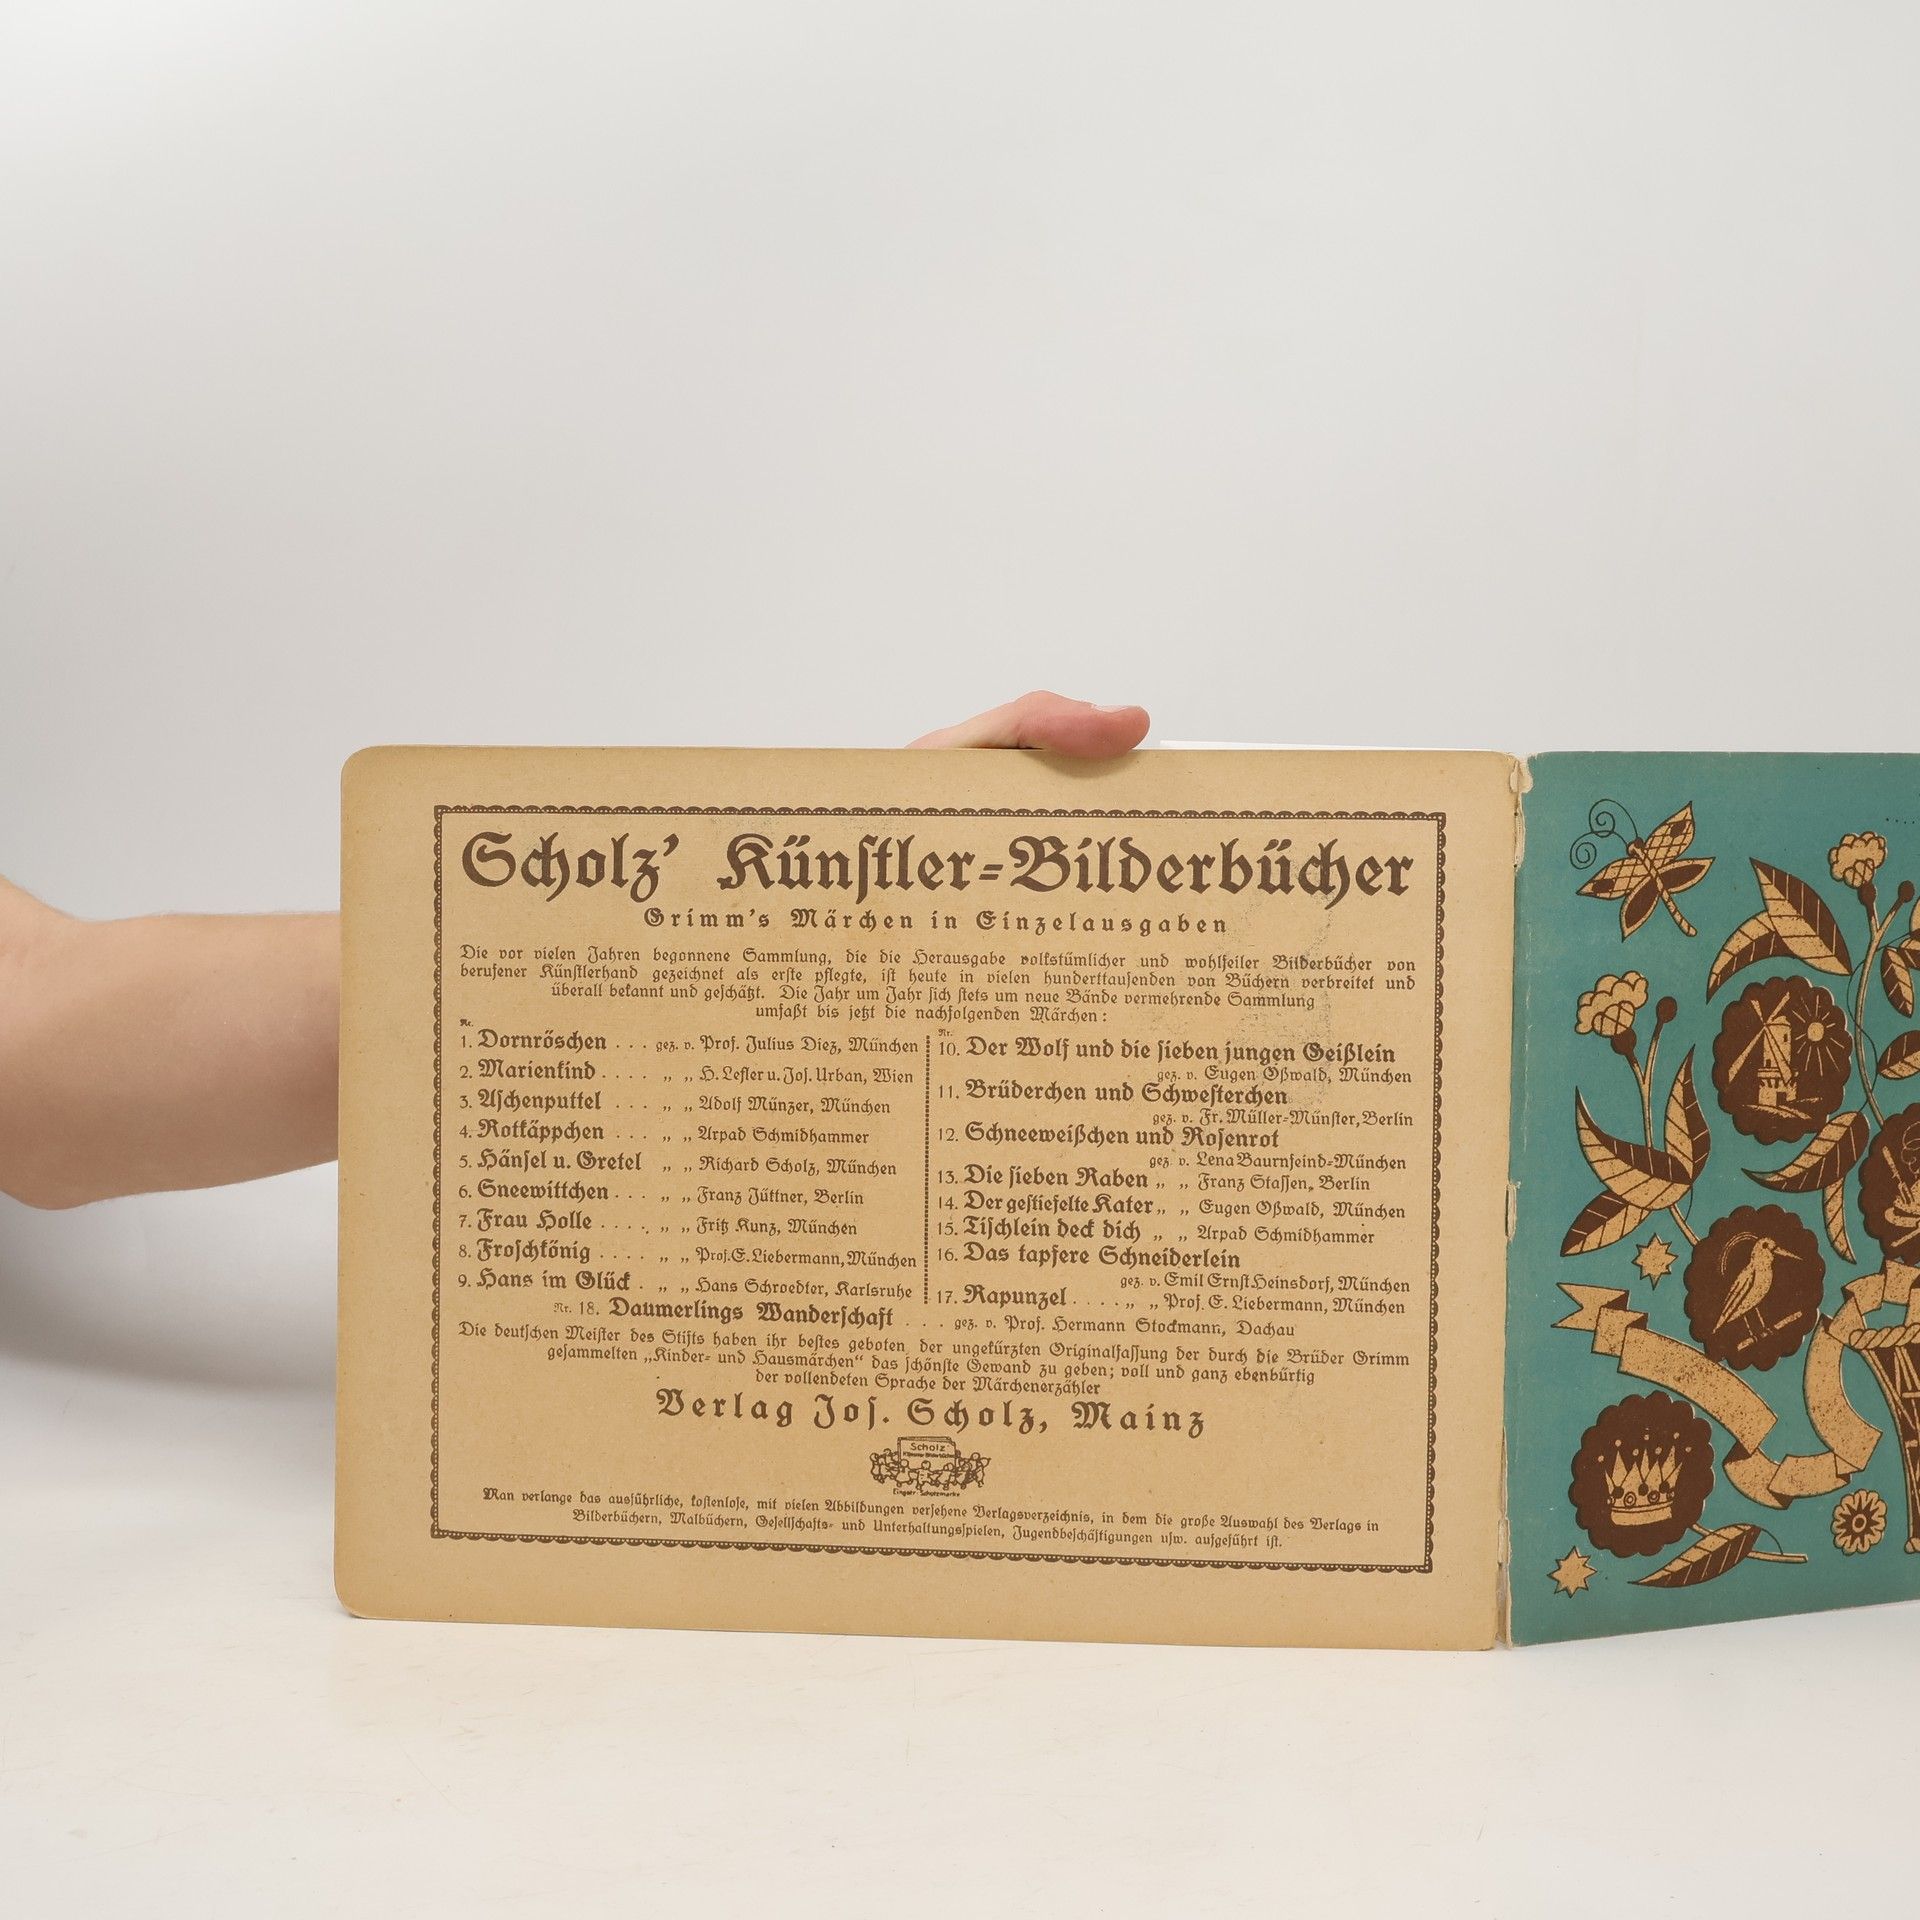 Scholz' Künstler=Bilderbücher
Grimm's Märchen in Einzelausgaben
Die vor vielen Jahren begonnene Sammlung, die die Herausgabe volkstümlicher und wohlfeiler Bilderbücher von
berufener Künstlerhand gezeichnet als erste pflegte, ist heute in vielen hunderttausenden von Büchern verbreitet und
überall bekannt und geschätzt. Die Jahr um Jahr sich stets um neue Bände vermehrende Sammlung
umfaßt bis jetzt die nachfolgenden Märchen:
Nr.
1. Dornröschen . . . gez. v. Prof. Julius Diez, München
2. Marienkind . . . . „ „ H. Lefler u. Jos. Urban, Wien
3. Aschenputtel . . . „ „ Adolf Münzer, München
4. Rotkäppchen . . . „ „ Arpad Schmidhammer
5. Hänsel u. Gretel „ „ Richard Scholz, München
6. Sneewittchen . . . „ „ Franz Jüttner, Berlin
7. Frau Holle . . . . „ „ Fritz Kunz, München
8. Froschkönig . . . . „ „ Prof. E. Liebermann, München
9. Hans im Glück . „ „ Hans Schroedter, Karlsruhe
Nr.
10. Der Wolf und die sieben jungen Geißlein
gez. v. Eugen Oßwald, München
11. Brüderchen und Schwesterchen
gez. v. Fr. Müller=Münster, Berlin
12. Schneeweißchen und Rosenrot
gez. v. Lena Baurnfeind=München
13. Die sieben Raben „ „ Franz Stassen, Berlin
14. Der gestiefelte Kater „ „ Eugen Oßwald, München
15. Tischlein deck dich „ „ Arpad Schmidhammer
16. Das tapfere Schneiderlein
gez. v. Emil Ernst Heinsdorf, München
17. Rapunzel . . . . „ „ Prof. E. Liebermann, München
Nr. 18. Daumerlings Wanderschaft . . . gez. v. Prof. Hermann Stockmann, Dachau
Die deutschen Meister des Stifts haben ihr bestes geboten, der ungekürzten Originalfassung der durch die Brüder Grimm
gesammelten „Kinder= und Hausmärchen“ das schönste Gewand zu geben; voll und ganz ebenbürtig
der vollendeten Sprache der Märchenerzähler
Verlag Jos. Scholz, Mainz
Scholz'
Künstler Bilderbücher
Eingetr. Schutzmarke
Man verlange das ausführliche, kostenlose, mit vielen Abbildungen versehene Verlagsverzeichnis, in dem die große Auswahl des Verlags in
Bilderbüchern, Malbüchern, Gesellschafts= und Unterhaltungsspielen, Jugendbeschäftigungen usw. aufgeführt ist.